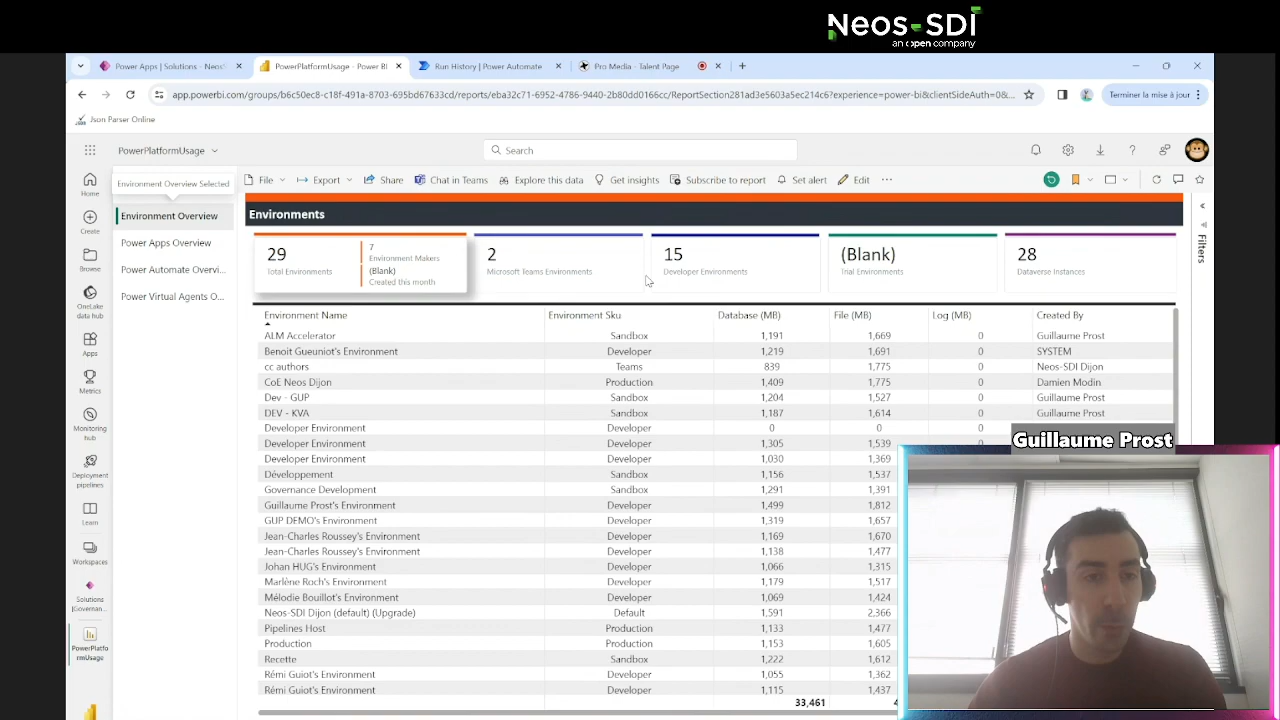 Neos-SDI
an open company
Power Apps | Solutions - Neos
PowerPlatformUsage - Power BI
Run History | Power Automate
Pro Media - Talent Page
app.powerbi.com/groups/b6c50ec8-c18f-491a-8703-695bd67633cd/reports/eba32c71-6952-4786-9440-2b80dd0166cc/ReportSection281ad3e5603a5ec214c6?experience=power-bi&clientSideAuth=0&...
Terminer la mise à jour
Json Parser Online
PowerPlatformUsage
Search
Environment Overview Selected
File
Export
Share
Chat in Teams
Explore this data
Get insights
Subscribe to report
Set alert
Edit
Home
Create
Browse
OneLake data hub
Apps
Metrics
Monitoring hub
Deployment pipelines
Learn
Workspaces
Solutions (Governan...
PowerPlatfo rmUsage
Environment Overview
Power Apps Overview
Power Automate Overvi...
Power Virtual Agents O...
Filters
Environments
29
Total Environments
7
Environment Makers
(Blank)
Created this month
2
Microsoft Teams Environments
15
Developer Environments
(Blank)
Trial Environments
28
Dataverse Instances
Environment Name Environment Sku Database (MB) File (MB) Log (MB) Created By
ALM Accelerator Sandbox 1,191 1,669 0 Guillaume Prost
Benoit Gueuniot's Environment Developer 1,219 1,691 0 SYSTEM
cc authors Teams 839 1,775 0 Neos-SDI Dijon
CoE Neos Dijon Production 1,409 1,775 0 Damien Modin
Dev - GUP Sandbox 1,204 1,527 0 Guillaume Prost
DEV - KVA Sandbox 1,187 1,614 0 Guillaume Prost
Developer Environment Developer 0 0 0
Developer Environment Developer 1,305 1,539 0
Developer Environment Developer 1,030 1,369
Développement Sandbox 1,156 1,537
Governance Development Sandbox 1,291 1,391
Guillaume Prost's Environment Developer 1,499 1,812
GUP DEMO's Environment Developer 1,319 1,657
Jean-Charles Roussey's Environment Developer 1,169 1,670
Jean-Charles Roussey's Environment Developer 1,138 1,477
Johan HUG's Environment Developer 1,066 1,315
Marlène Roch's Environment Developer 1,179 1,517
Mélodie Bouillot's Environment Developer 1,069 1,424
Neos-SDI Dijon (default) (Upgrade) Default 1,591 2,366
Pipelines Host Production 1,133 1,477
Production Production 1,153 1,605
Recette Sandbox 1,222 1,612
Rémi Guiot's Environment Developer 1,055 1,362
Rémi Guiot's Environment Developer 1,115 1,437
33,461
Guillaume Prost